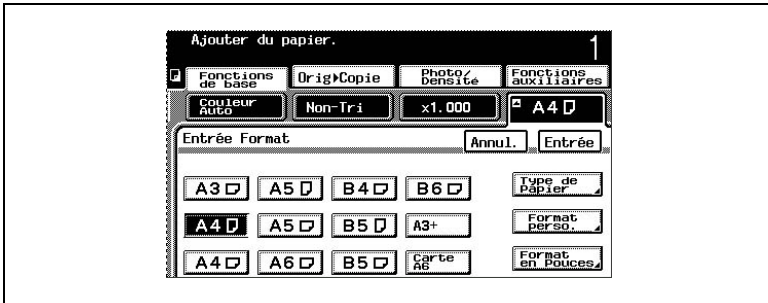 Ajouter du papier. 1
Fonctions de base Orig▸Copie Photo/ Densité Fonctions auxiliaires
Couleur Auto Non-Tri x1.000 A4
Entrée Format Annul. Entrée
A3 A5 B4 B6 Type de Papier
A4 A5 B5 A3+ Format perso.
A4 A6 B5 Carte A6 Format en Pouces